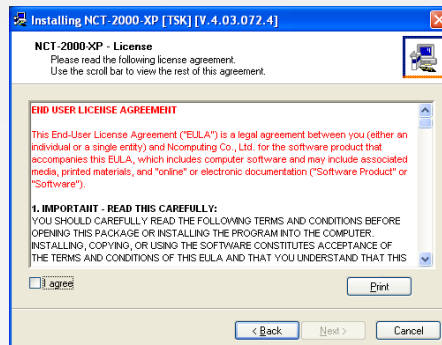 Installing NCT-2000-XP [TSK] [V.4.03.072.4]
NCT-2000-XP - License
Please read the following license agreement.
Use the scroll bar to view the rest of this agreement.
END USER LICENSE AGREEMENT
This End-User License Agreement ("EULA") is a legal agreement between you (either an
individual or a single entity) and Ncomputing Co., Ltd. for the software product that
accompanies this EULA, which includes computer software and may include associated
media, printed materials, and "online" or electronic documentation ("Software Product" or
"Software").
1. IMPORTANT - READ THIS CAREFULLY:
YOU SHOULD CAREFULLY READ THE FOLLOWING TERMS AND CONDITIONS BEFORE
OPENING THIS PACKAGE OR INSTALLING THE PROGRAM INTO THE COMPUTER.
INSTALLING, COPYING, OR USING THE SOFTWARE CONSTITUTES ACCEPTANCE OF
THE TERMS AND CONDITIONS OF THIS EULA AND THAT YOU UNDERSTAND THAT THIS
I agree
Print
< Back
Next >
Cancel